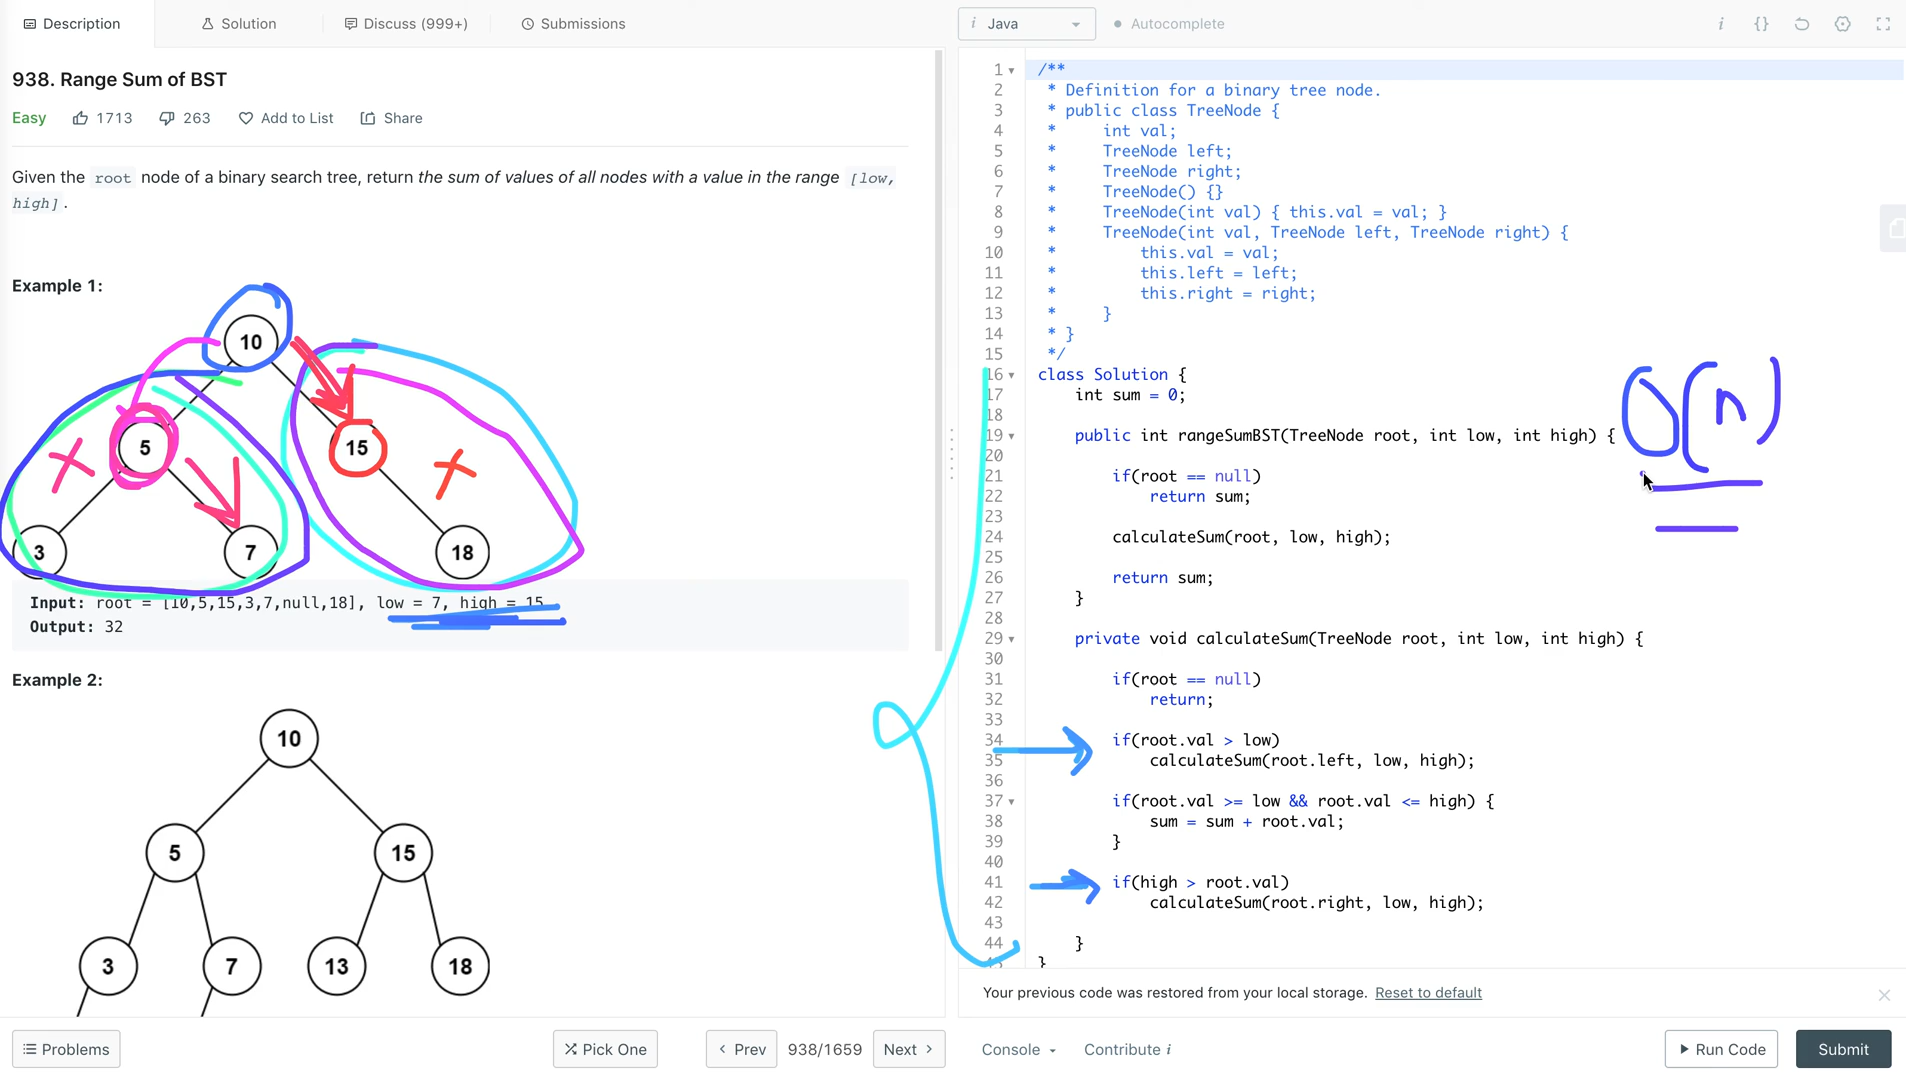 Description
Solution
Discuss (999+)
Submissions
i Java
Autocomplete
i {}
938. Range Sum of BST
Easy 1713 263 Add to List Share
Given the root node of a binary search tree, return the sum of values of all nodes with a value in the range [low,
high].
Example 1:
10
5
15
3
7
18
Input: root = [10,5,15,3,7,null,18], low = 7, high = 15
Output: 32
Example 2:
10
5
15
3
7
13
18
1 /**
2 * Definition for a binary tree node.
3 * public class TreeNode {
4 *     int val;
5 *     TreeNode left;
6 *     TreeNode right;
7 *     TreeNode() {}
8 *     TreeNode(int val) { this.val = val; }
9 *     TreeNode(int val, TreeNode left, TreeNode right) {
10 *         this.val = val;
11 *         this.left = left;
12 *         this.right = right;
13 *     }
14 * }
15 */
16 class Solution {
17     int sum = 0;
18
19     public int rangeSumBST(TreeNode root, int low, int high) {
20
21         if(root == null)
22             return sum;
23
24         calculateSum(root, low, high);
25
26         return sum;
27     }
28
29     private void calculateSum(TreeNode root, int low, int high) {
30
31         if(root == null)
32             return;
33
34         if(root.val > low)
35             calculateSum(root.left, low, high);
36
37         if(root.val >= low && root.val <= high) {
38             sum = sum + root.val;
39         }
40
41         if(high > root.val)
42             calculateSum(root.right, low, high);
43
44     }
45 }
O(n)
Your previous code was restored from your local storage. Reset to default
Problems
Pick One
Prev 938/1659 Next
Console
Contribute i
Run Code
Submit